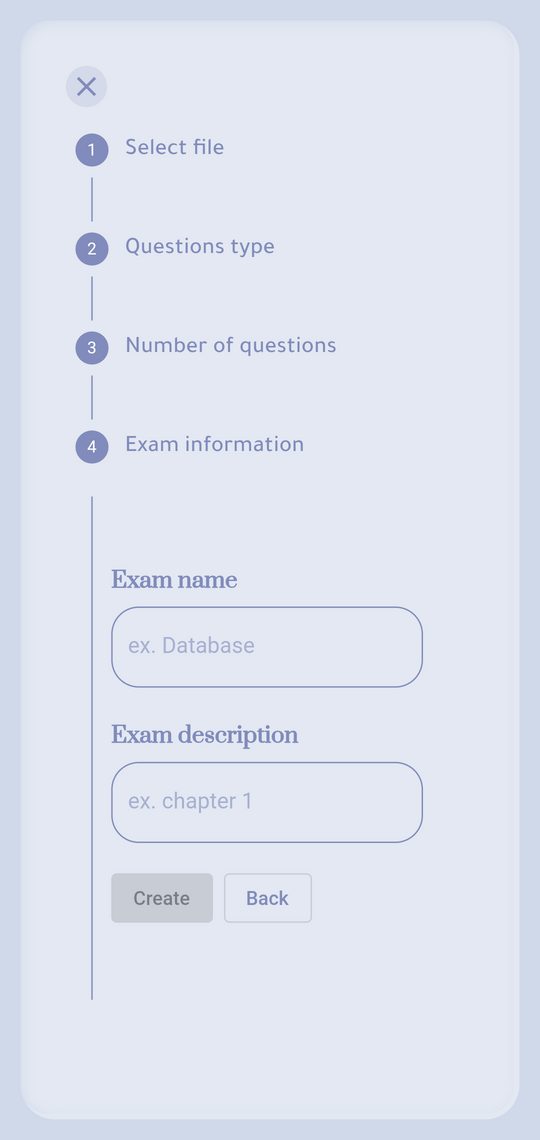 1 Select file
2 Questions type
3 Number of questions
4 Exam information
Exam name
ex. Database
Exam description
ex. chapter 1
Create Back